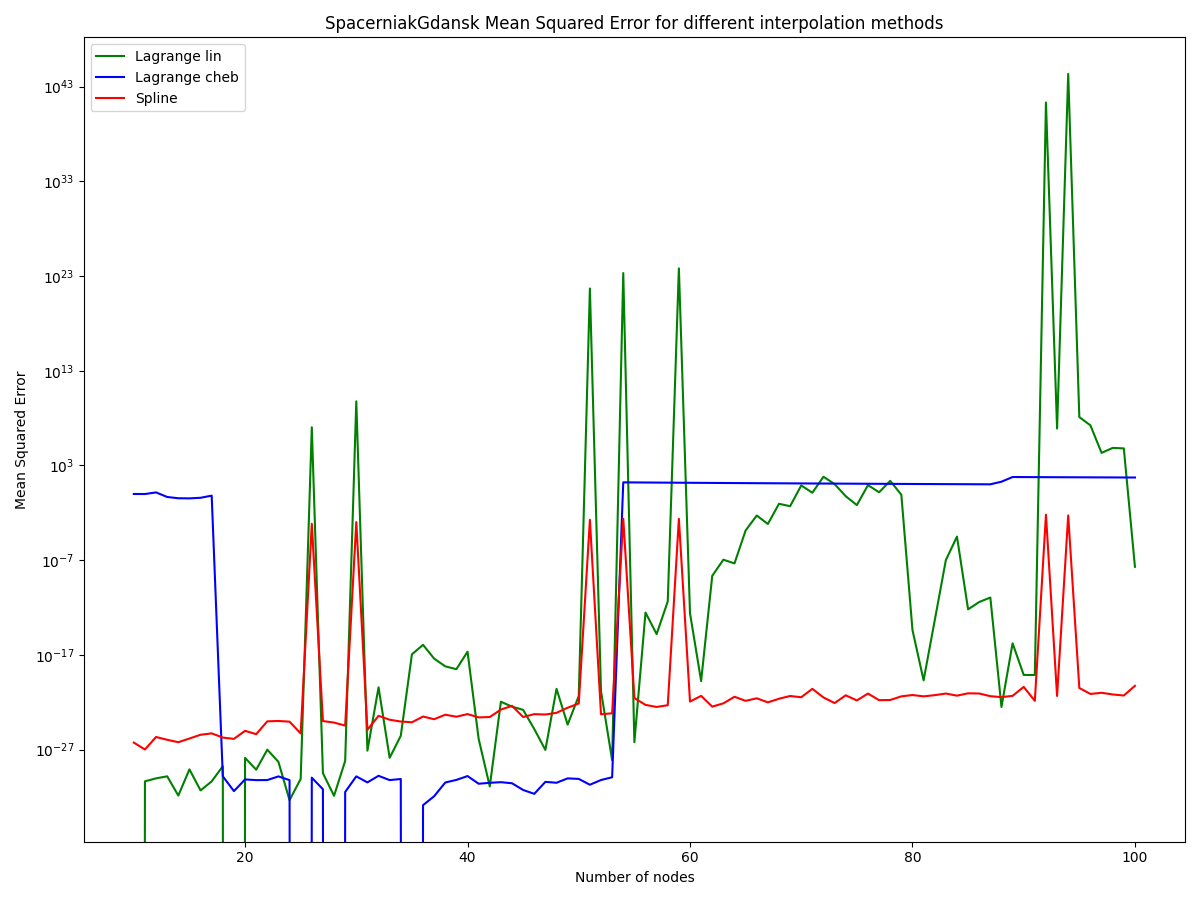 SpacerniakGdansk Mean Squared Error for different interpolation methods
Lagrange lin
Lagrange cheb
Spline
Mean Squared Error
10^43
10^33
10^23
10^13
10^3
10^-7
10^-17
10^-27
20 40 60 80 100
Number of nodes